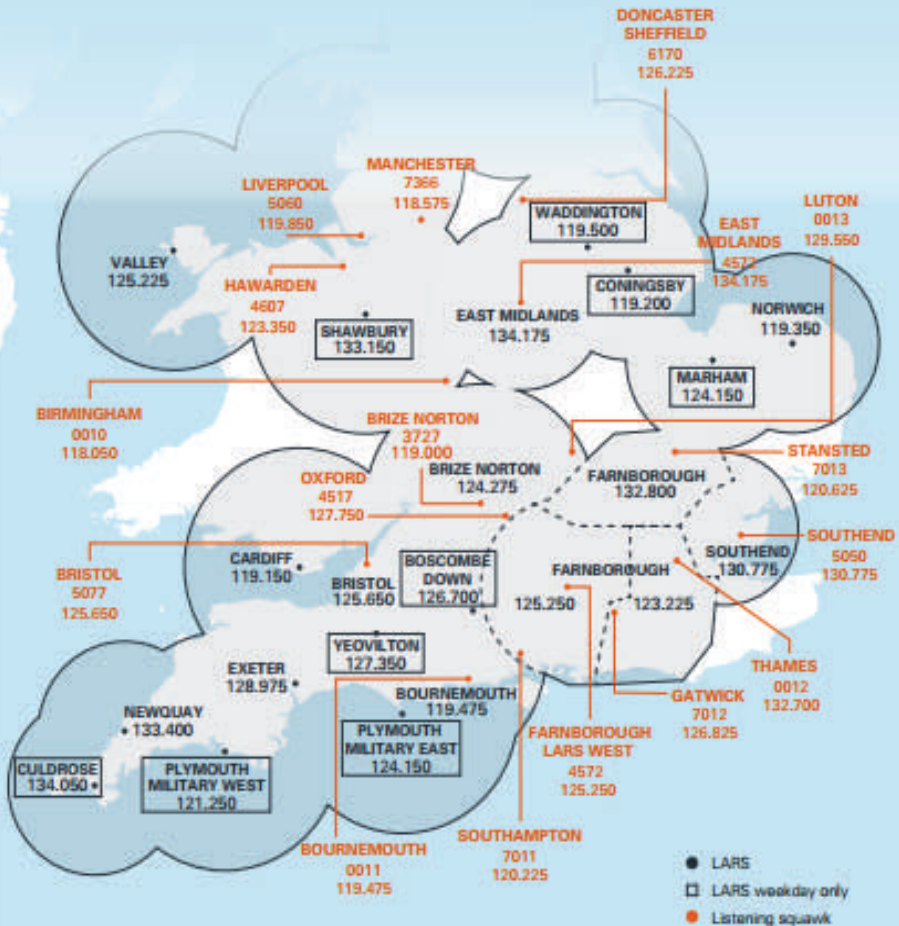 DONCASTER
SHEFFIELD
6170
126.225
MANCHESTER
7366
118.575
LIVERPOOL
5060
119.850
WADDINGTON
119.500
LUTON
0013
129.550
EAST
MIDLANDS
4572
134.175
VALLEY
125.225
HAWARDEN
4607
123.350
CONINGSBY
119.200
SHAWBURY
133.150
EAST MIDLANDS
134.175
NORWICH
119.350
MARHAM
124.150
BIRMINGHAM
0010
118.050
BRIZE NORTON
3727
119.000
BRIZE NORTON
124.275
OXFORD
4517
127.750
FARNBOROUGH
132.800
STANSTED
7013
120.625
SOUTHEND
5050
130.775
SOUTHEND
130.775
CARDIFF
119.150
BRISTOL
5077
125.650
BRISTOL
125.650
BOSCOMBE
DOWN
126.700
FARNBOROUGH
125.250
123.225
YEOVILTON
127.350
EXETER
128.975
THAMES
0012
132.700
GATWICK
7012
126.825
BOURNEMOUTH
119.475
NEWQUAY
133.400
PLYMOUTH
MILITARY EAST
124.150
FARNBOROUGH
LARS WEST
4572
125.250
CULDROSE
134.050
PLYMOUTH
MILITARY WEST
121.250
BOURNEMOUTH
0011
119.475
SOUTHAMPTON
7011
120.225
LARS
LARS weekday only
Listening squawk